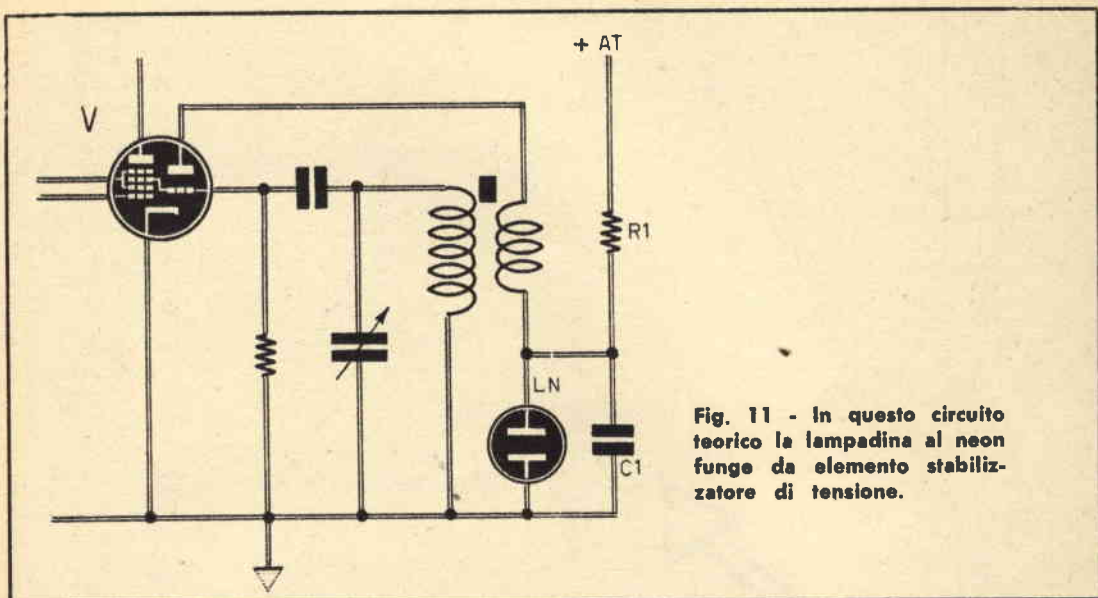 + AT
V
R1
LN
C1
Fig. 11 - In questo circuito
teorico la lampadina al neon
funge da elemento stabiliz-
zatore di tensione.